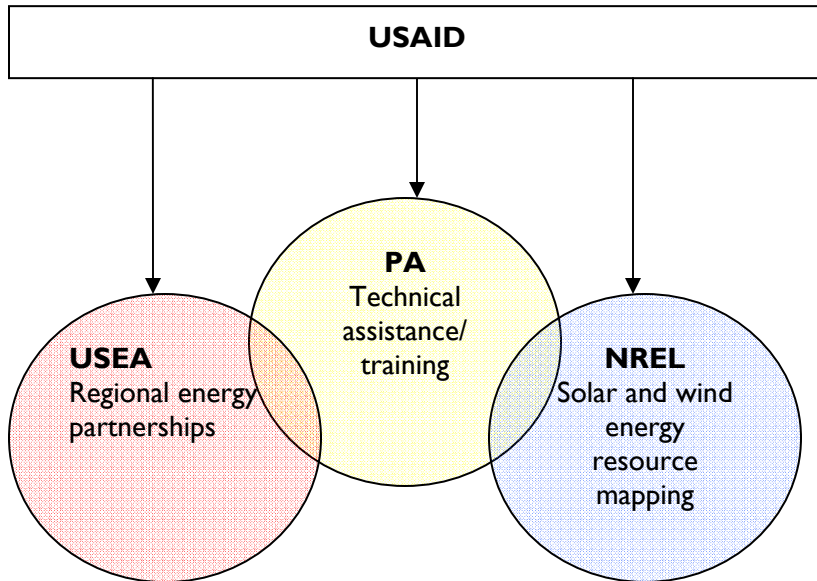 USAID
PA
Technical
assistance/
training
USEA
Regional energy
partnerships
NREL
Solar and wind
energy
resource
mapping